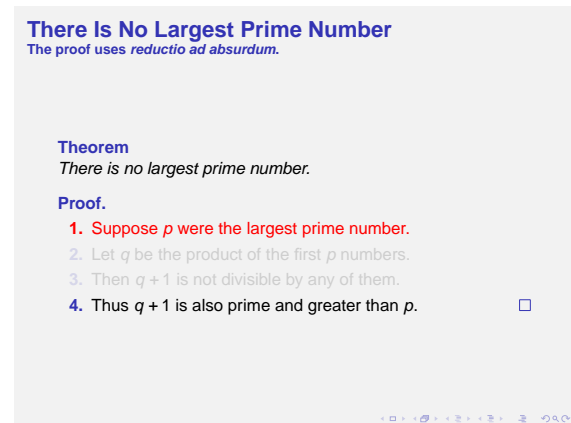 There Is No Largest Prime Number
The proof uses reductio ad absurdum.
Theorem
There is no largest prime number.
Proof.
1. Suppose p were the largest prime number.
2. Let q be the product of the first p numbers.
3. Then q + 1 is not divisible by any of them.
4. Thus q + 1 is also prime and greater than p.